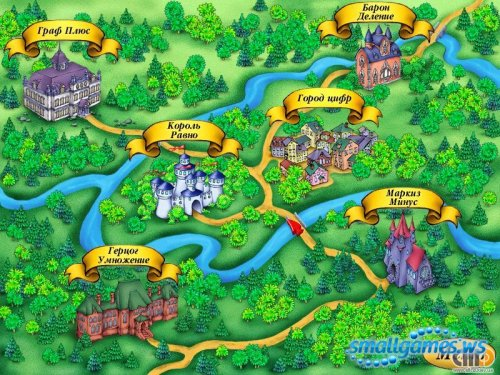 Барон
Деление
Граф Плюс
Город цифр
Король
Равно
Маркиз
Минус
Герцог
Умножение
smallgames.ws